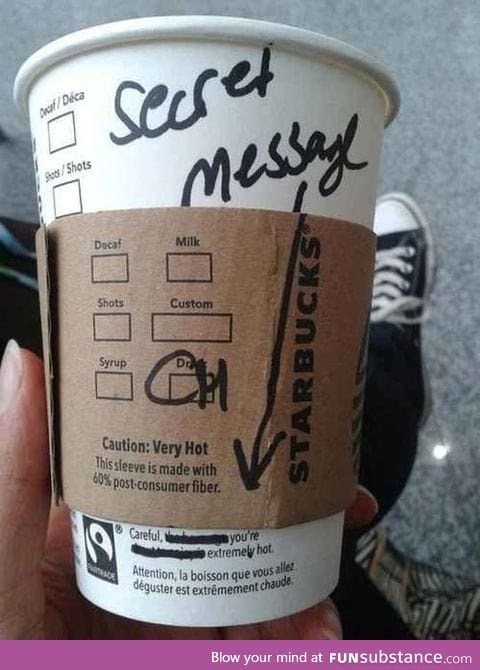 Decaf / Déca
Secret
Shots / Shots
Message
Decaf Milk
Shots Custom
Syrup
CH
STARBUCKS®
Caution: Very Hot
This sleeve is made with
60% post-consumer fiber.
FAIRTRADE ®
Careful, you're
extremely hot.
Attention, la boisson que vous allez
déguster est extrêmement chaude.
Blow your mind at FUNsubstance.com